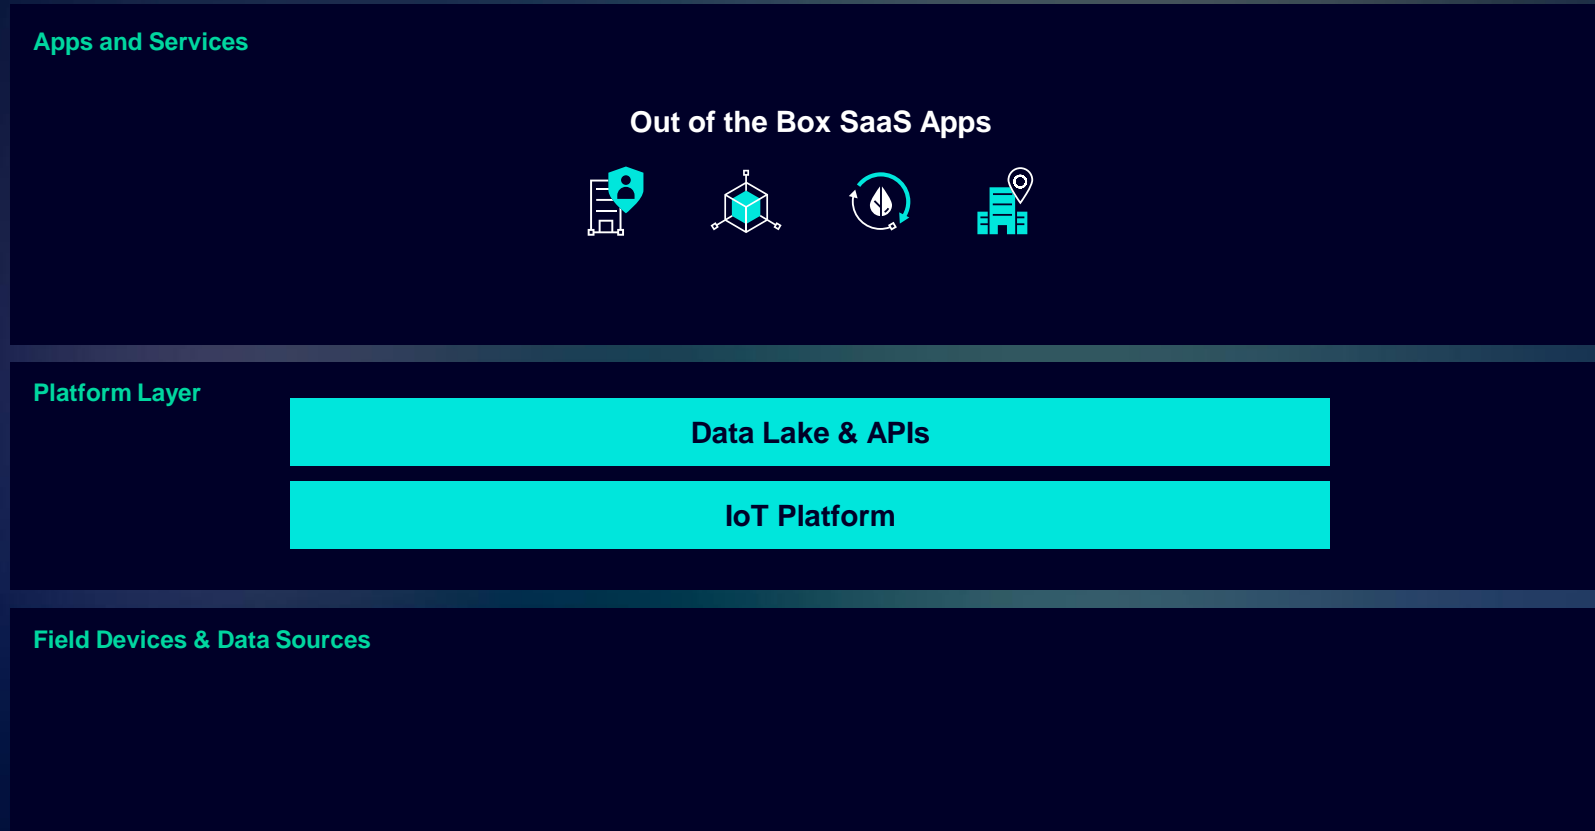 Apps and Services
Out of the Box SaaS Apps
Platform Layer
Data Lake & APIs
IoT Platform
Field Devices & Data Sources